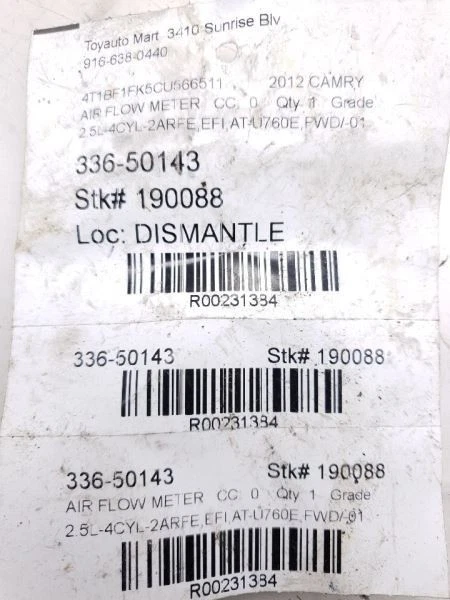 Toyauto Mart 3410 Sunrise Blv
916-638-0440
4T1BF1FK5CU566511 2012 CAMRY
AIR FLOW METER CC: 0 Qty 1 Grade
2.5L-4CYL-2ARFE,EFI,AT-U760E,FWD/-01
336-50143
Stk# 190088
Loc: DISMANTLE
R00231384
336-50143 Stk# 190088
R00231384
336-50143 Stk# 190088
AIR FLOW METER CC: 0 Qty 1 Grade
2.5L-4CYL-2ARFE,EFI,AT-U760E,FWD/-01
R00231384